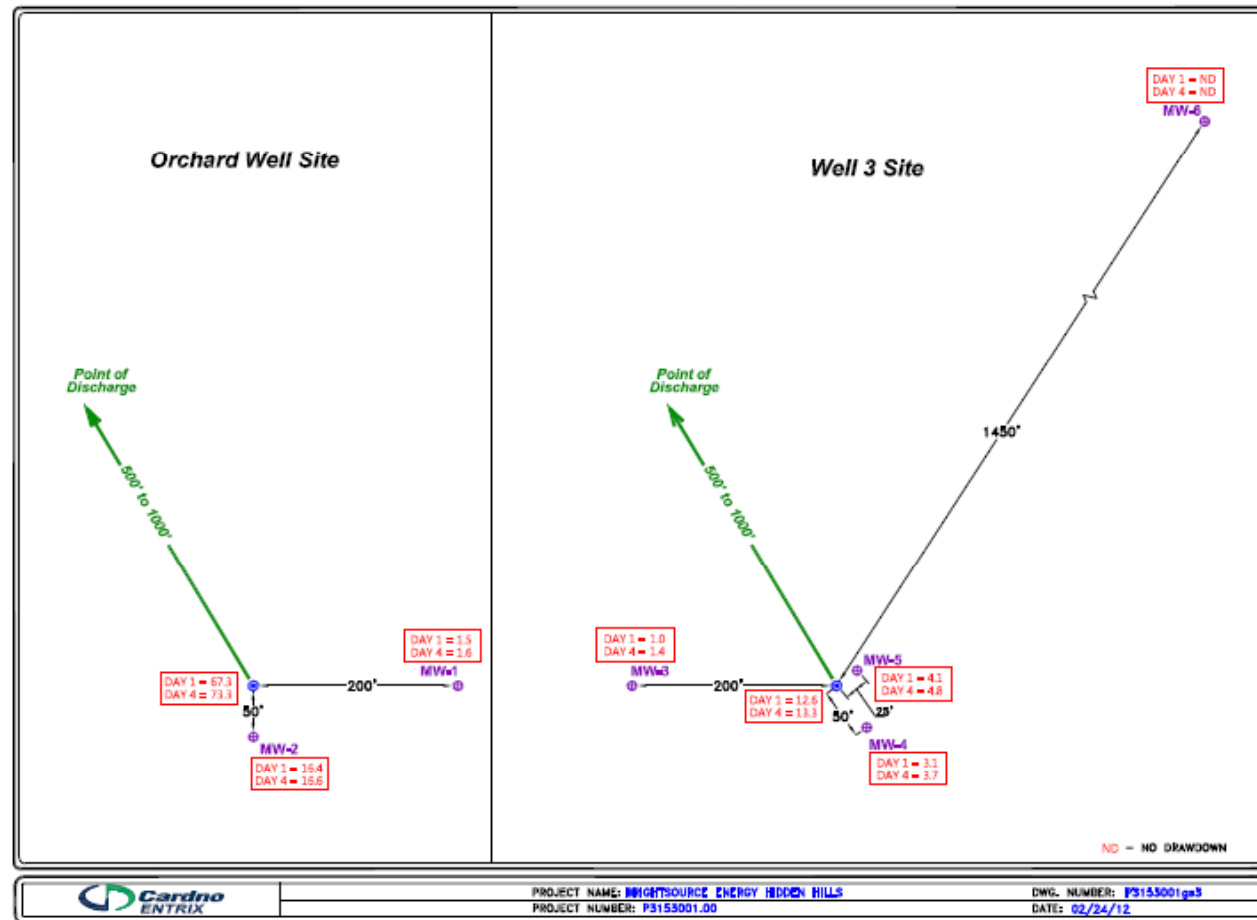 Orchard Well Site
Point of
Discharge
500' to 1000'
DAY 1 = 67.3
DAY 4 = 73.3
50'
MW-2
DAY 1 = 16.4
DAY 4 = 16.6
200'
DAY 1 = 1.5
DAY 4 = 1.6
MW-1
Well 3 Site
DAY 1 = ND
DAY 4 = ND
MW-6
1450'
Point of
Discharge
500' to 1000'
DAY 1 = 1.0
DAY 4 = 1.4
MW-3
200'
MW-5
DAY 1 = 4.1
DAY 4 = 4.8
DAY 1 = 12.6
DAY 4 = 13.3
50'
25'
MW-4
DAY 1 = 3.1
DAY 4 = 3.7
ND - NO DRAWDOWN
Cardno
ENTRIX
PROJECT NAME: BRIGHTSOURCE ENERGY HIDDEN HILLS
PROJECT NUMBER: P3153001.00
DWG. NUMBER: P3153001gs3
DATE: 02/24/12